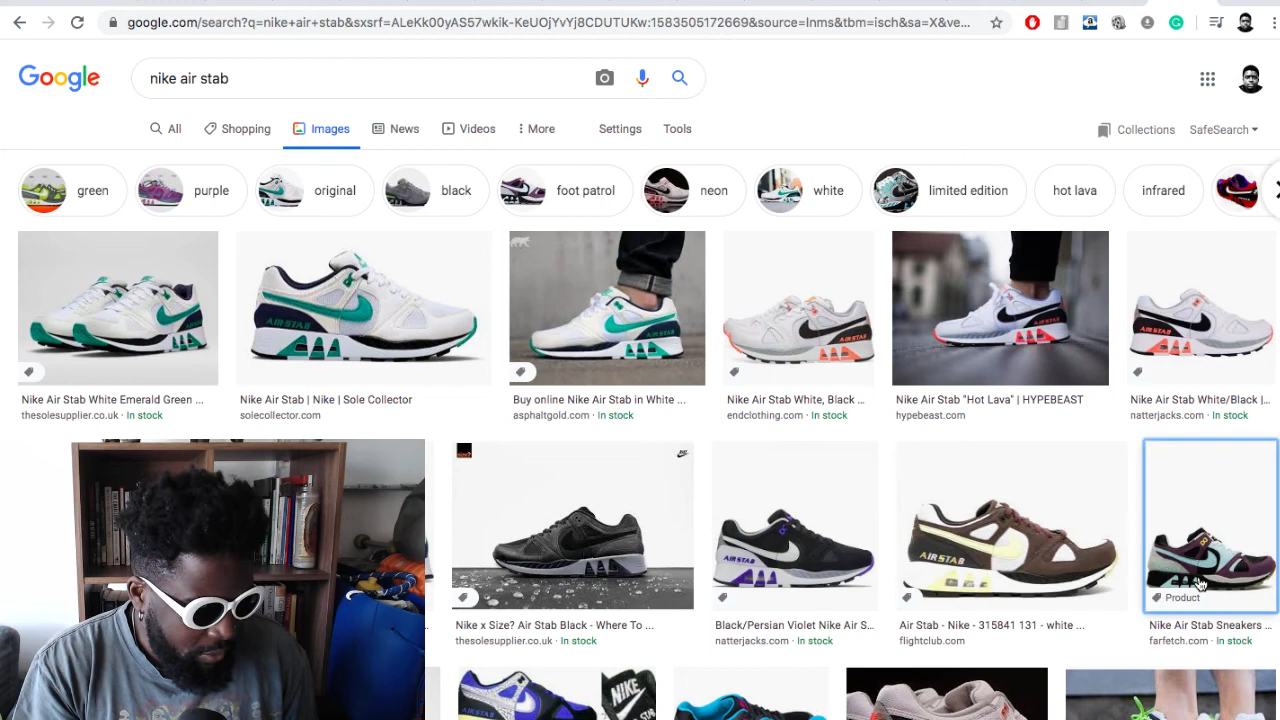 google.com/search?q=nike+air+stab&sxsrf=ALeKk00yAS57wkik-KeUOjYvYj8CDUTUKw:1583505172669&source=lnms&tbm=isch&sa=X&ve...
Google
nike air stab
All
Shopping
Images
News
Videos
More
Settings
Tools
Collections
SafeSearch
green
purple
original
black
foot patrol
neon
white
limited edition
hot lava
infrared
Nike Air Stab White Emerald Green ...
thesolesupplier.co.uk · In stock
Nike Air Stab | Nike | Sole Collector
solecollector.com
Buy online Nike Air Stab in White ...
asphaltgold.com · In stock
Nike Air Stab White, Black ...
endclothing.com · In stock
Nike Air Stab "Hot Lava" | HYPEBEAST
hypebeast.com
Nike Air Stab White/Black |...
natterjacks.com · In stock
AIR STAB
AIR STAB
Product
Nike x Size? Air Stab Black - Where To ...
thesolesupplier.co.uk · In stock
Black/Persian Violet Nike Air S...
natterjacks.com · In stock
Air Stab - Nike - 315841 131 - white ...
flightclub.com
Nike Air Stab Sneakers ...
farfetch.com · In stock
NIKE